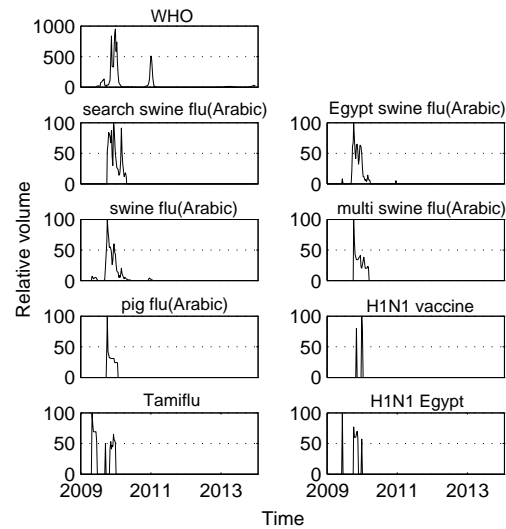 WHO
1000
500
0
search swine flu(Arabic)
100
50
0
Egypt swine flu(Arabic)
100
50
0
swine flu(Arabic)
100
50
0
multi swine flu(Arabic)
100
50
0
pig flu(Arabic)
100
50
0
H1N1 vaccine
100
50
0
Tamiflu
100
50
0
2009 2011 2013
H1N1 Egypt
100
50
0
2009 2011 2013
Relative volume
Time